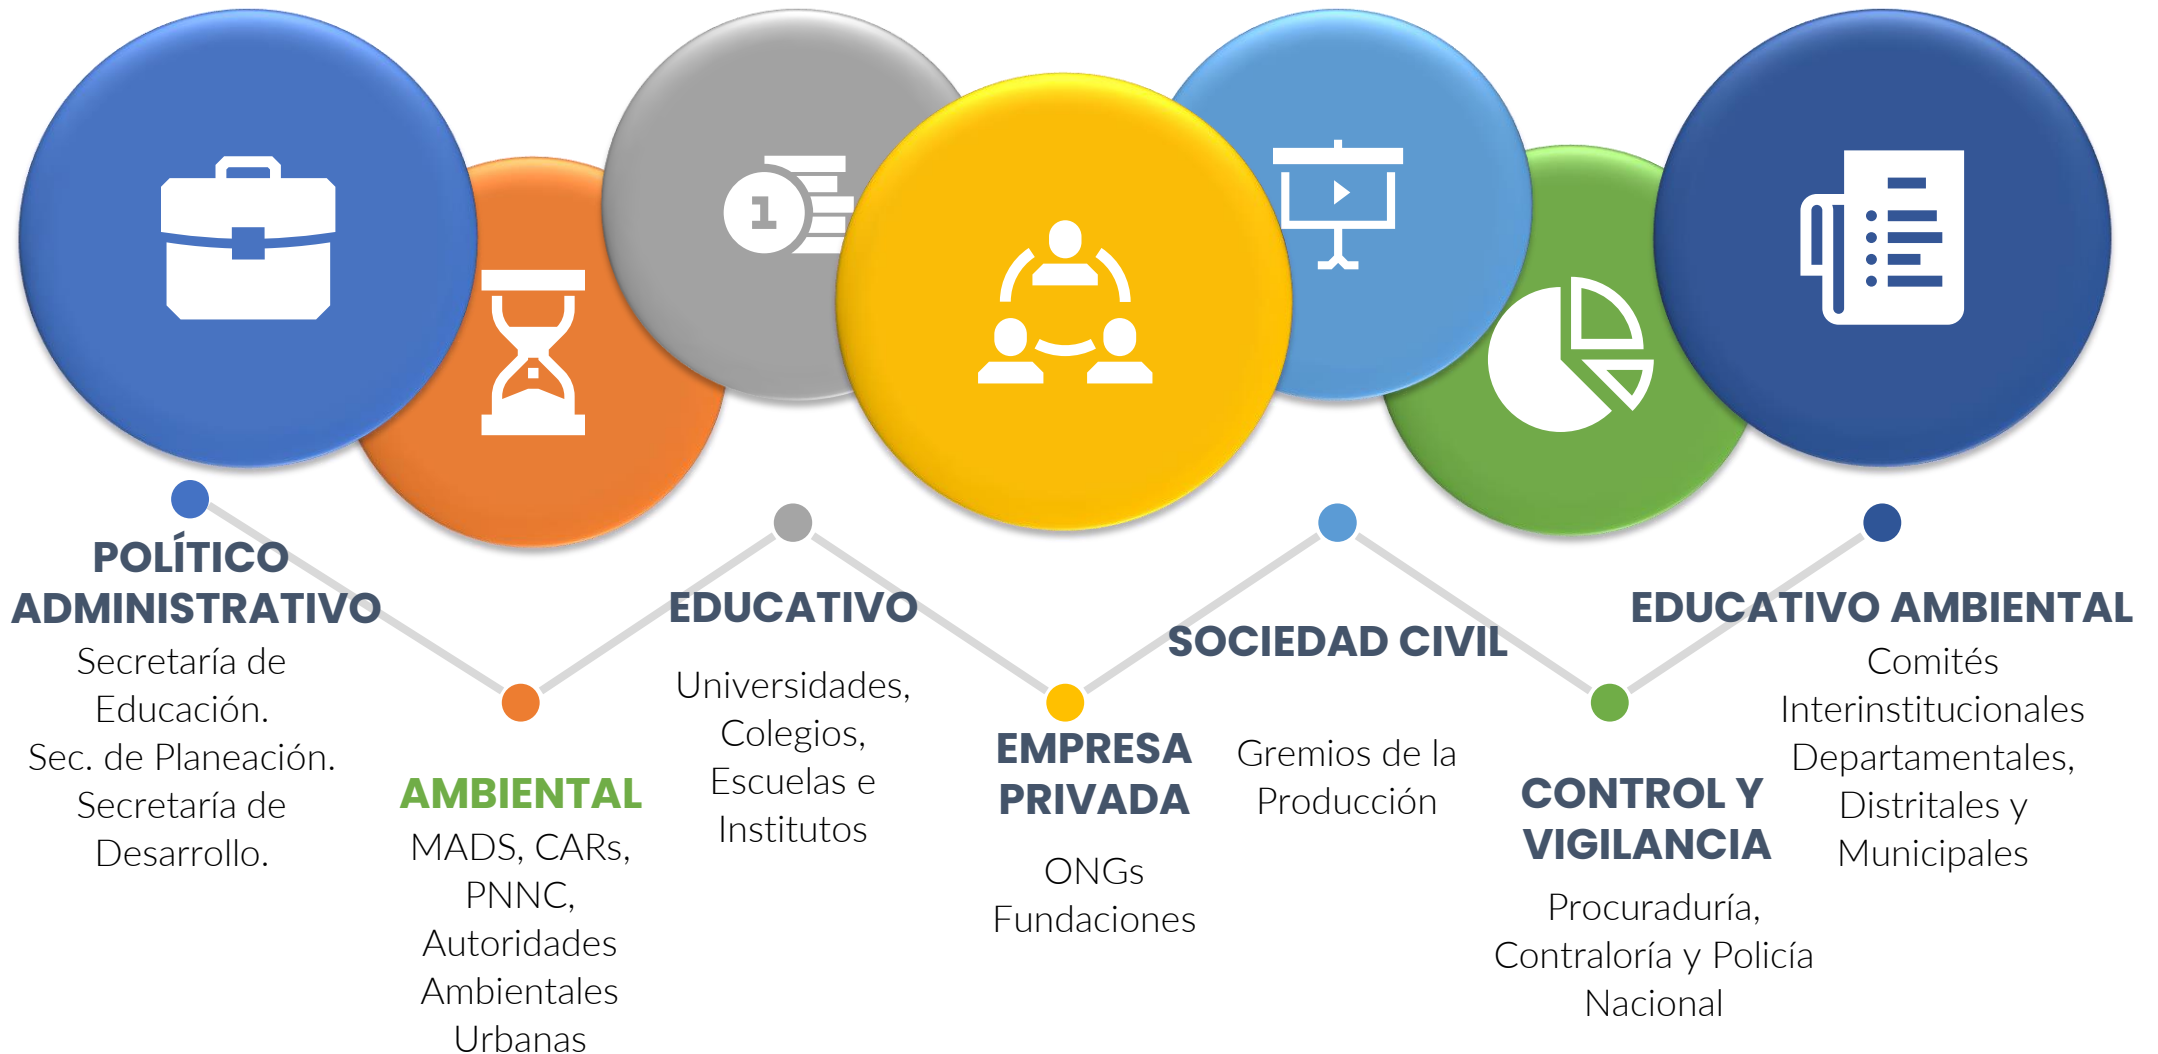 1
POLÍTICO
ADMINISTRATIVO
Secretaría de
Educación.
Sec. de Planeación.
Secretaría de
Desarrollo.
AMBIENTAL
MADS, CARs,
PNNC,
Autoridades
Ambientales
Urbanas
EDUCATIVO
Universidades,
Colegios,
Escuelas e
Institutos
EMPRESA
PRIVADA
ONGs
Fundaciones
SOCIEDAD CIVIL
Gremios de la
Producción
CONTROL Y
VIGILANCIA
Procuraduría,
Contraloría y Policía
Nacional
EDUCATIVO AMBIENTAL
Comités
Interinstitucionales
Departamentales,
Distritales y
Municipales